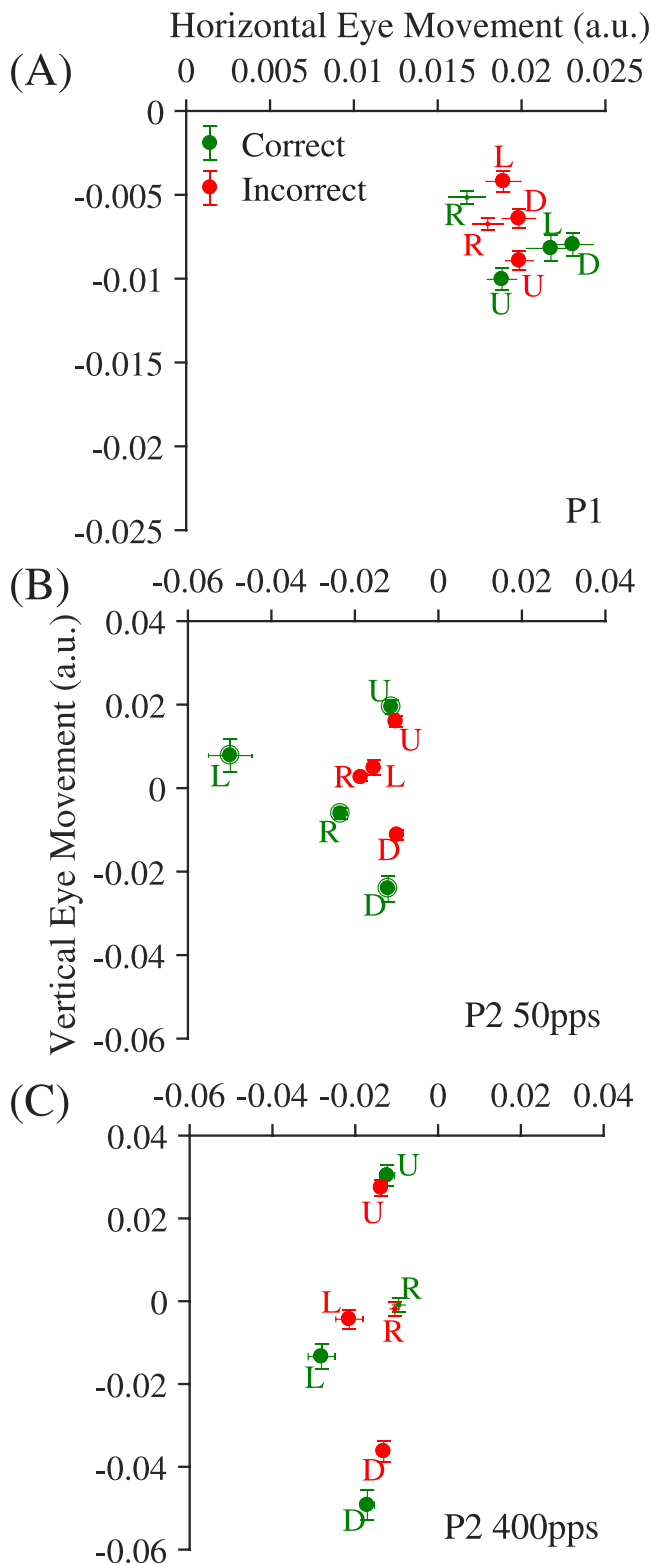 Horizontal Eye Movement (a.u.)
(A)
0 0.005 0.01 0.015 0.02 0.025
0
Correct
Incorrect
L
-0.005
D
R
L
R
D
U
-0.01
U
-0.015
-0.02
-0.025
P1
(B)
-0.06 -0.04 -0.02 0 0.02 0.04
Vertical Eye Movement (a.u.)
0.04
U
0.02
U
L
R L
0
R
D
-0.02
D
-0.04
P2 50pps
-0.06
(C)
-0.06 -0.04 -0.02 0 0.02 0.04
0.04
U
0.02
U
R
L
0
R
-0.02
L
-0.04
D
D
P2 400pps
-0.06